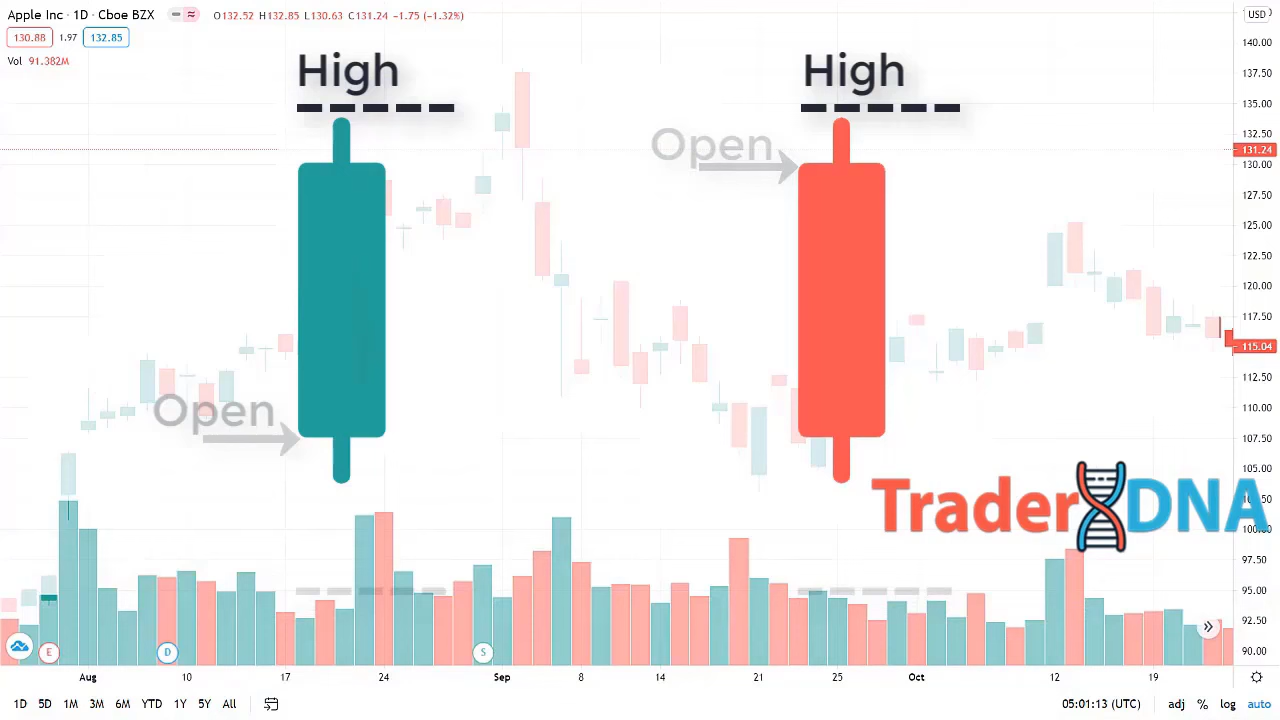 Apple Inc · 1D · Cboe BZX
O132.52 H132.85 L130.63 C131.24 −1.75 (−1.32%)
USD
130.88 1.97 132.85
Vol 91.382M
High
High
Open
Open
TraderDNA
140.00
137.50
135.00
132.50
131.24
130.00
127.50
125.00
122.50
120.00
117.50
115.04
112.50
110.00
107.50
105.00
97.50
95.00
92.50
90.00
E
D
S
Aug
10
17
24
Sep
8
14
21
25
Oct
12
19
1D 5D 1M 3M 6M YTD 1Y 5Y All
05:01:13 (UTC)
adj % log auto